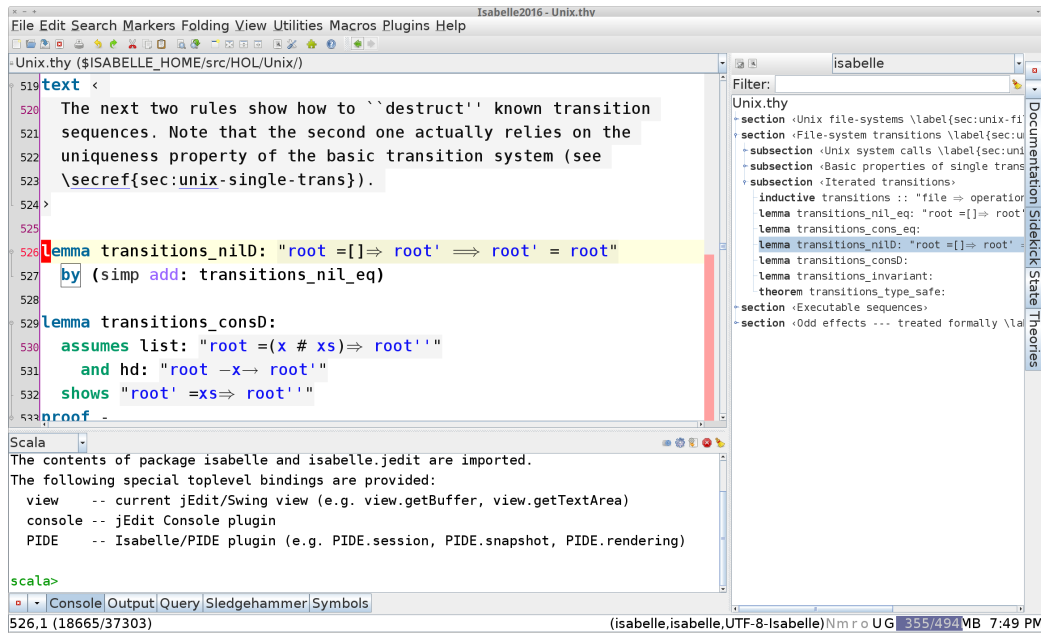 Isabelle2016 - Unix.thy
File Edit Search Markers Folding View Utilities Macros Plugins Help
Unix.thy ($ISABELLE_HOME/src/HOL/Unix/)
519 text ‹
520 The next two rules show how to ``destruct'' known transition
521 sequences. Note that the second one actually relies on the
522 uniqueness property of the basic transition system (see
523 \secref{sec:unix-single-trans}).
524 ›
525
526 lemma transitions_nilD: "root =[]⇒ root' ⟹ root' = root"
527 by (simp add: transitions_nil_eq)
528
529 lemma transitions_consD:
530 assumes list: "root =(x # xs)⇒ root''"
531 and hd: "root —x→ root'"
532 shows "root' =xs⇒ root''"
533 proof -
isabelle
Filter:
Unix.thy
section ‹Unix file-systems \label{sec:unix-fi
section ‹File-system transitions \label{sec:u
subsection ‹Unix system calls \label{sec:uni
subsection ‹Basic properties of single trans
subsection ‹Iterated transitions›
inductive transitions :: "file ⇒ operation
lemma transitions_nil_eq: "root =[]⇒ root'
lemma transitions_cons_eq:
lemma transitions_nilD: "root =[]⇒ root' =
lemma transitions_consD:
lemma transitions_invariant:
theorem transitions_type_safe:
section ‹Executable sequences›
section ‹Odd effects --- treated formally \la
Documentation
Sidekick
State
Theories
Scala
The contents of package isabelle and isabelle.jedit are imported.
The following special toplevel bindings are provided:
view -- current jEdit/Swing view (e.g. view.getBuffer, view.getTextArea)
console -- jEdit Console plugin
PIDE -- Isabelle/PIDE plugin (e.g. PIDE.session, PIDE.snapshot, PIDE.rendering)
scala>
Console Output Query Sledgehammer Symbols
526,1 (18665/37303) (isabelle,isabelle,UTF-8-Isabelle) N m r o U G 355/494MB 7:49 PM